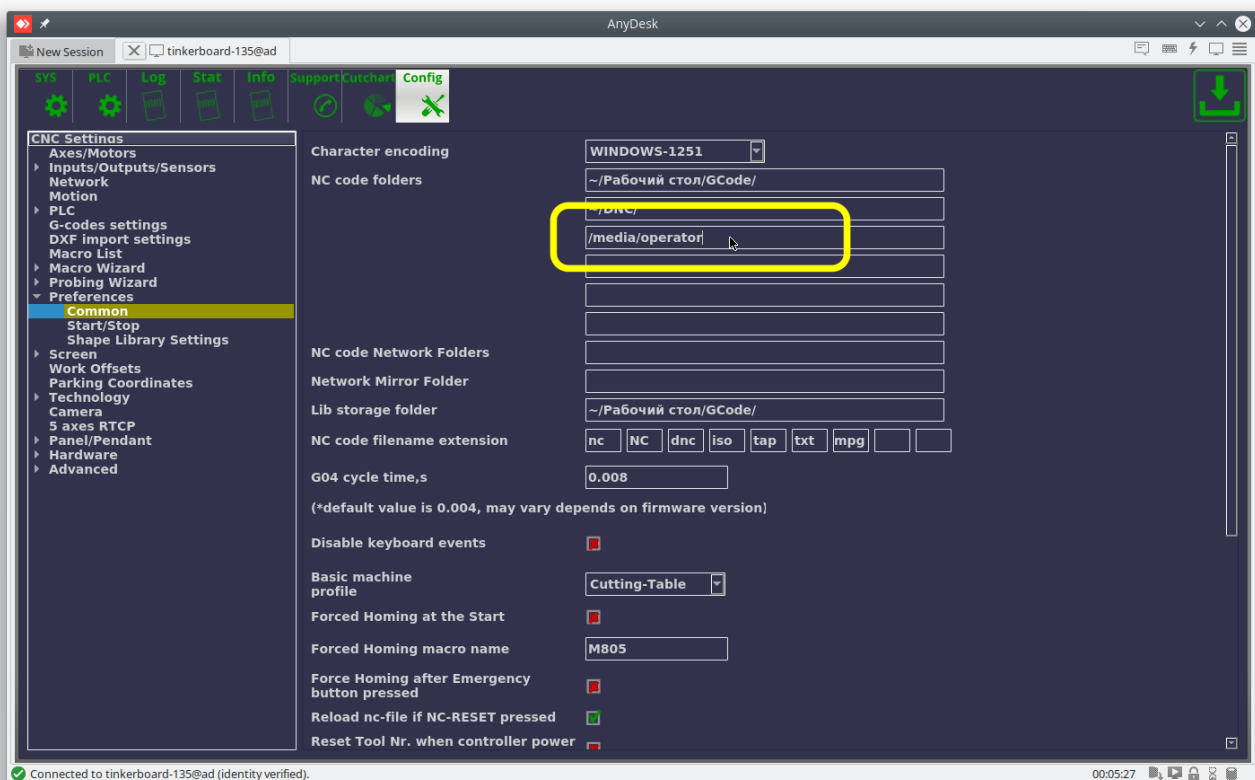 AnyDesk
New Session
tinkerboard-135@ad
SYS PLC Log Stat Info Support Cutchart Config
CNC Settings
Axes/Motors
Inputs/Outputs/Sensors
Network
Motion
PLC
G-codes settings
DXF import settings
Macro List
Macro Wizard
Probing Wizard
Preferences
Common
Start/Stop
Shape Library Settings
Screen
Work Offsets
Parking Coordinates
Technology
Camera
5 axes RTCP
Panel/Pendant
Hardware
Advanced
Character encoding WINDOWS-1251
NC code folders ~/Рабочий стол/GCode/
~/DNC/
/media/operator
NC code Network Folders
Network Mirror Folder
Lib storage folder ~/Рабочий стол/GCode/
NC code filename extension nc NC dnc iso tap txt mpg
G04 cycle time,s 0.008
(*default value is 0.004, may vary depends on firmware version)
Disable keyboard events
Basic machine
profile
Cutting-Table
Forced Homing at the Start
Forced Homing macro name M805
Force Homing after Emergency
button pressed
Reload nc-file if NC-RESET pressed
Reset Tool Nr. when controller power
Connected to tinkerboard-135@ad (identity verified).
00:05:27